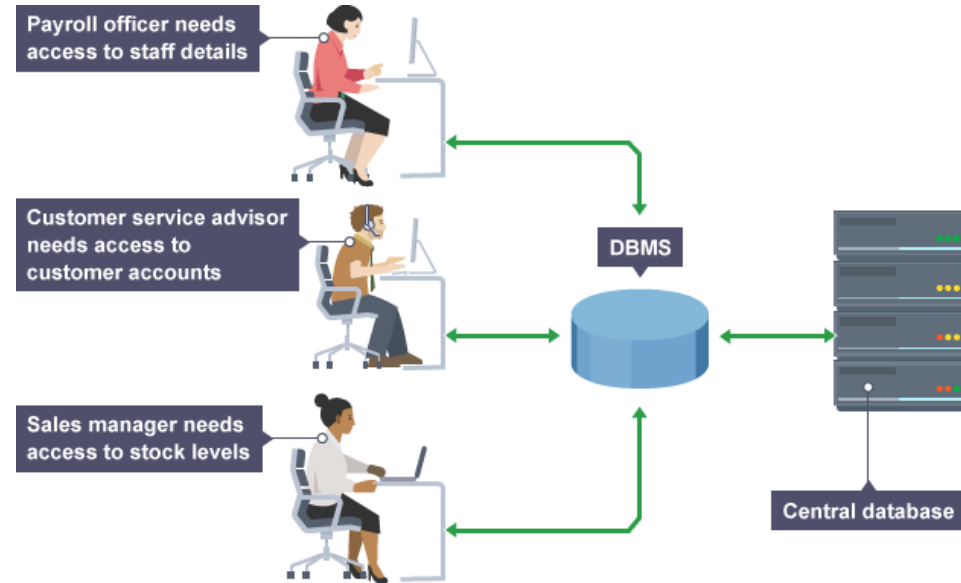 Payroll officer needs
access to staff details
Customer service advisor
needs access to
customer accounts
DBMS
Sales manager needs
access to stock levels
Central database